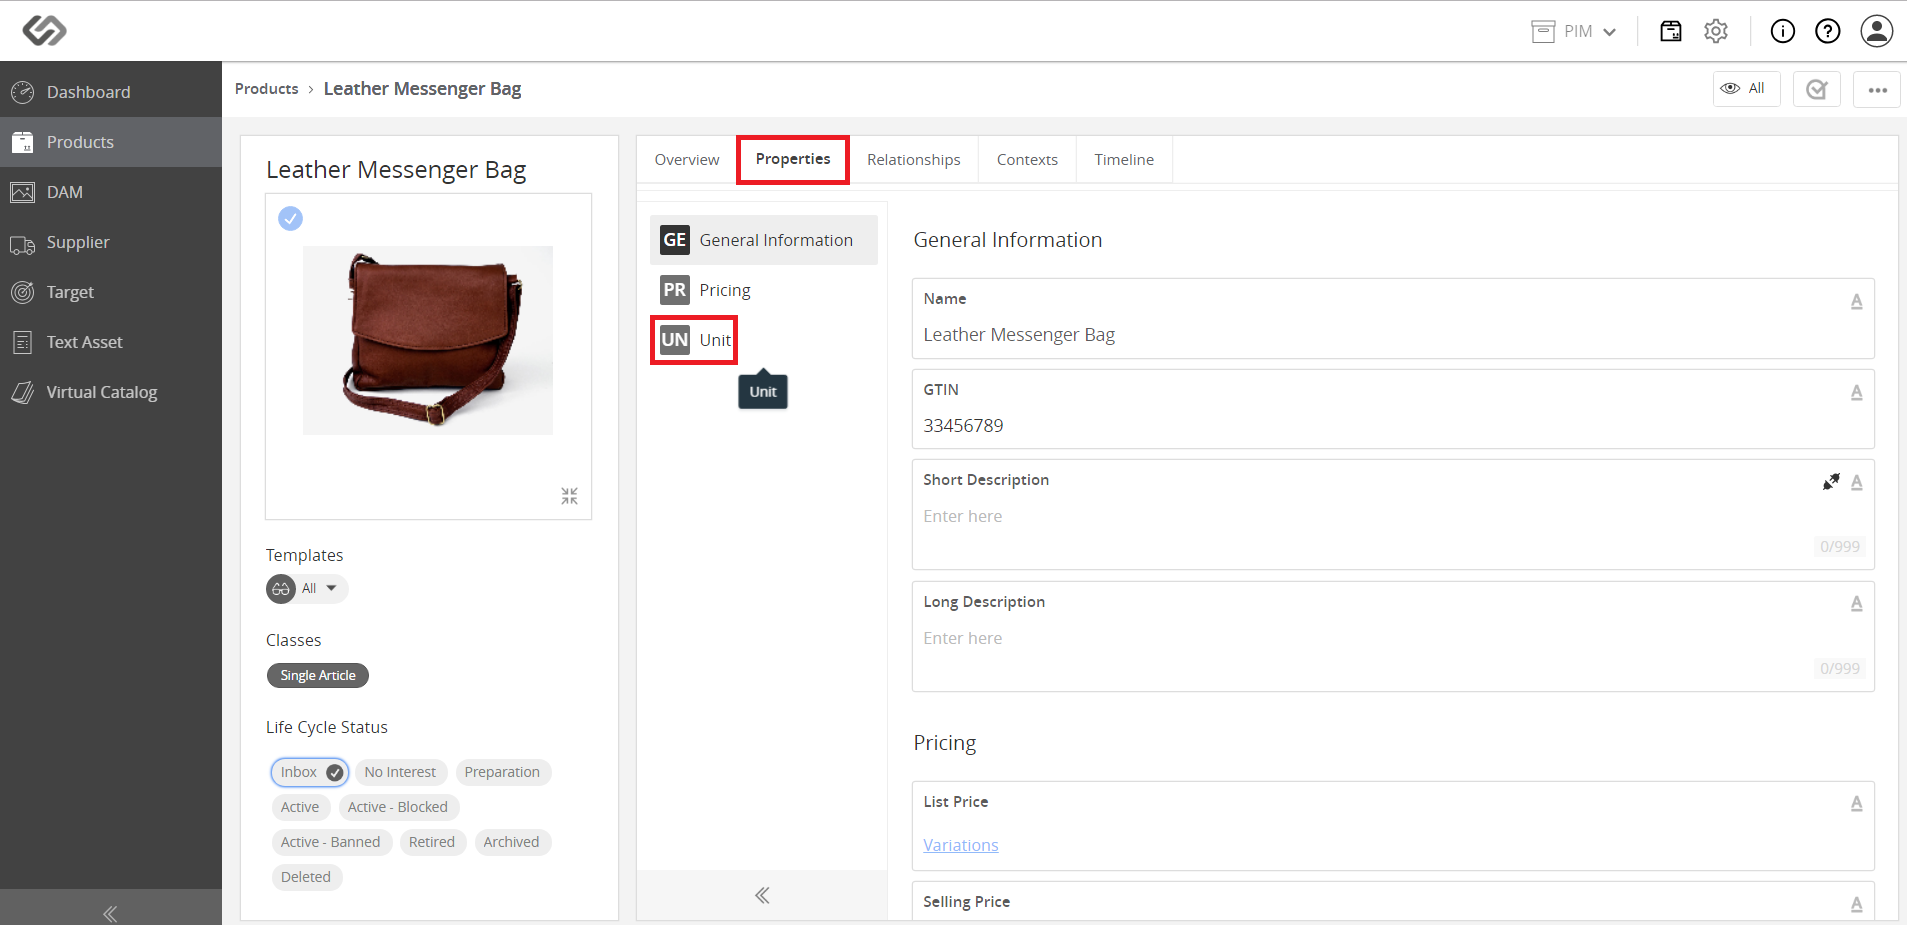 PIM
Products › Leather Messenger Bag
All
Dashboard
Products
DAM
Supplier
Target
Text Asset
Virtual Catalog
Leather Messenger Bag
Templates
All
Classes
Single Article
Life Cycle Status
Inbox
No Interest
Preparation
Active
Active - Blocked
Active - Banned
Retired
Archived
Deleted
Overview
Properties
Relationships
Contexts
Timeline
GE General Information
PR Pricing
UN Unit
Unit
General Information
Name
A
Leather Messenger Bag
GTIN
A
33456789
Short Description
A
Enter here
0/999
Long Description
A
Enter here
0/999
Pricing
List Price
A
Variations
Selling Price
A